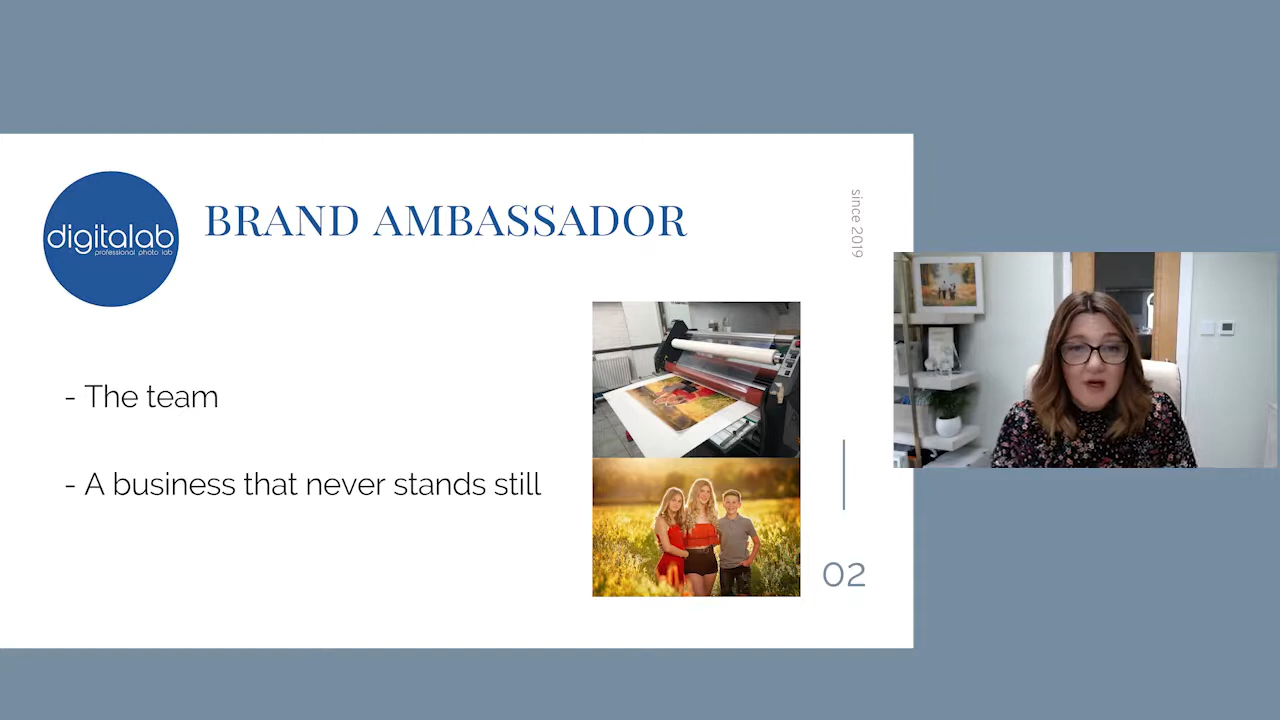 digitalab
professional photo lab
BRAND AMBASSADOR
since 2019
- The team
- A business that never stands still
02